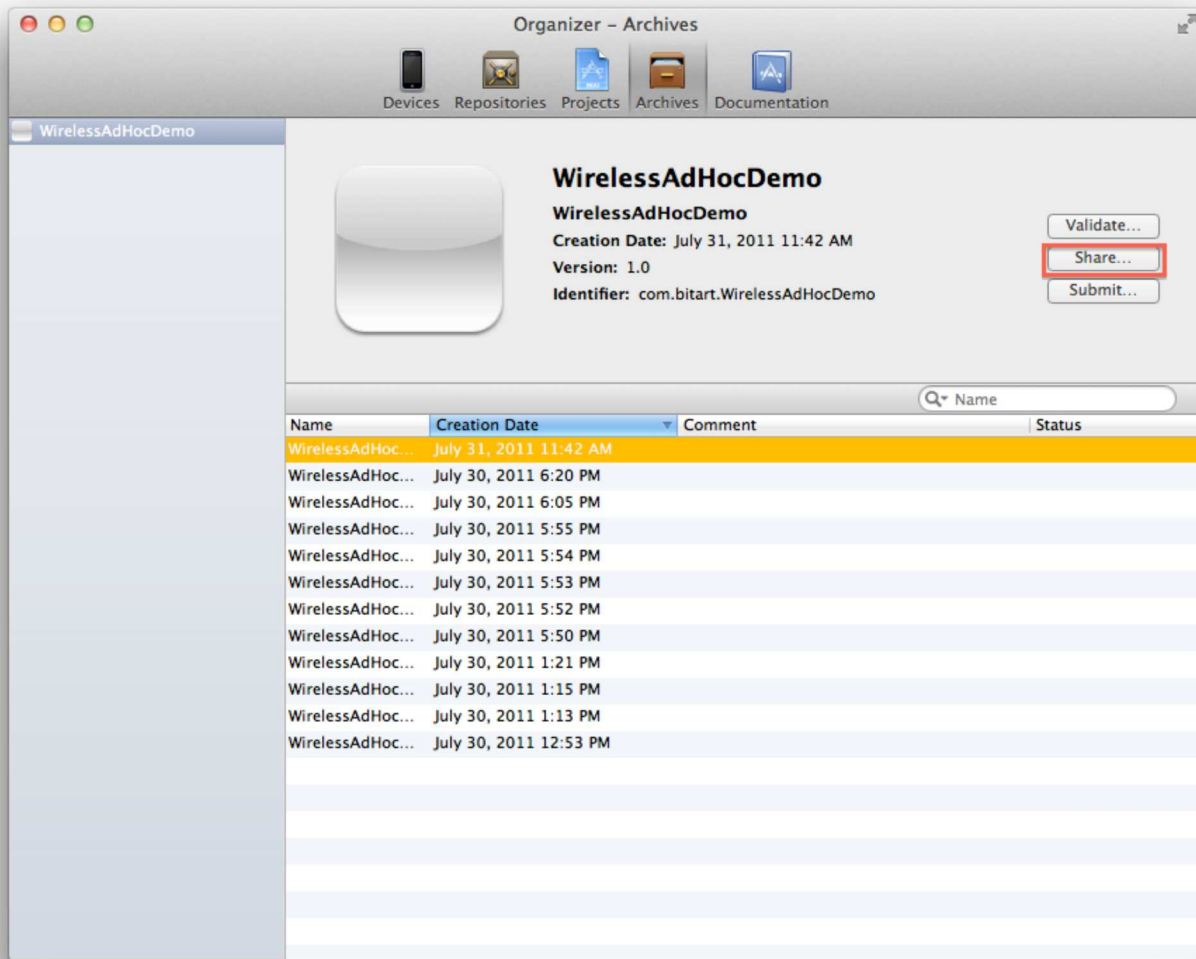 Organizer – Archives
Devices Repositories Projects Archives Documentation
WirelessAdHocDemo
WirelessAdHocDemo
WirelessAdHocDemo
Creation Date: July 31, 2011 11:42 AM
Version: 1.0
Identifier: com.bitart.WirelessAdHocDemo
Validate...
Share...
Submit...
Name
Name Creation Date Comment Status
WirelessAdHoc... July 31, 2011 11:42 AM
WirelessAdHoc... July 30, 2011 6:20 PM
WirelessAdHoc... July 30, 2011 6:05 PM
WirelessAdHoc... July 30, 2011 5:55 PM
WirelessAdHoc... July 30, 2011 5:54 PM
WirelessAdHoc... July 30, 2011 5:53 PM
WirelessAdHoc... July 30, 2011 5:52 PM
WirelessAdHoc... July 30, 2011 5:50 PM
WirelessAdHoc... July 30, 2011 1:21 PM
WirelessAdHoc... July 30, 2011 1:15 PM
WirelessAdHoc... July 30, 2011 1:13 PM
WirelessAdHoc... July 30, 2011 12:53 PM